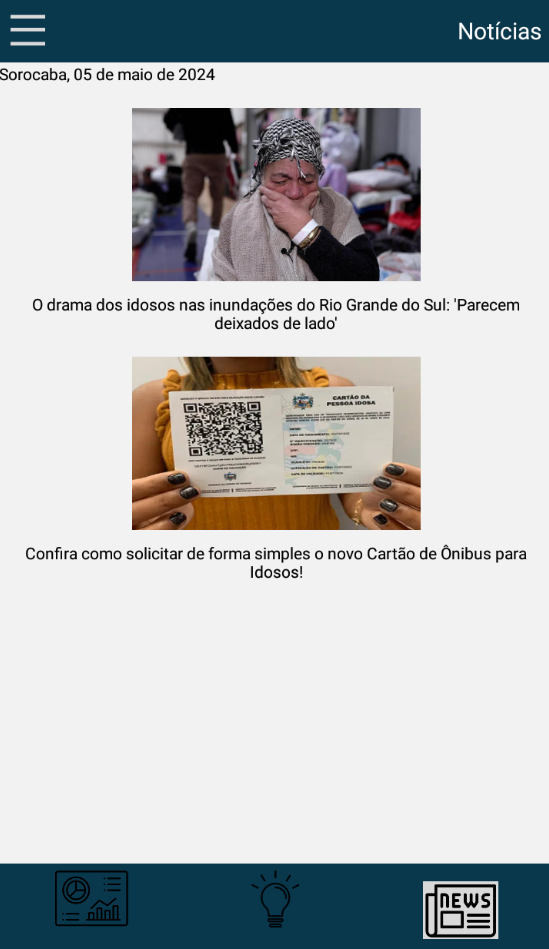 Notícias
Sorocaba, 05 de maio de 2024
O drama dos idosos nas inundações do Rio Grande do Sul: 'Parecem
deixados de lado'
CARTÃO DA
PESSOA IDOSA
Confira como solicitar de forma simples o novo Cartão de Ônibus para
Idosos!
NEWS